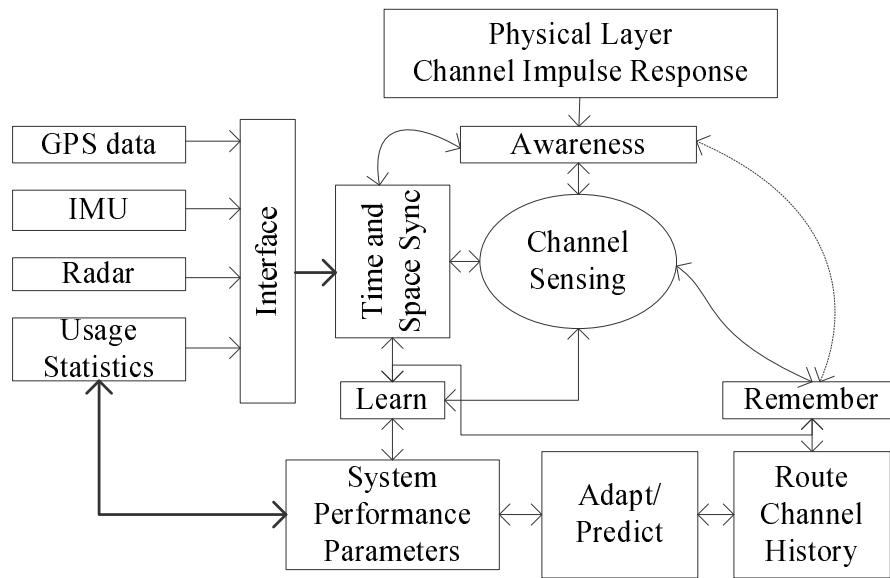 Physical Layer
Channel Impulse Response
GPS data
Awareness
IMU
Interface
Time and
Space Sync
Channel
Sensing
Radar
Usage
Statistics
Learn
Remember
System
Performance
Parameters
Adapt/
Predict
Route
Channel
History